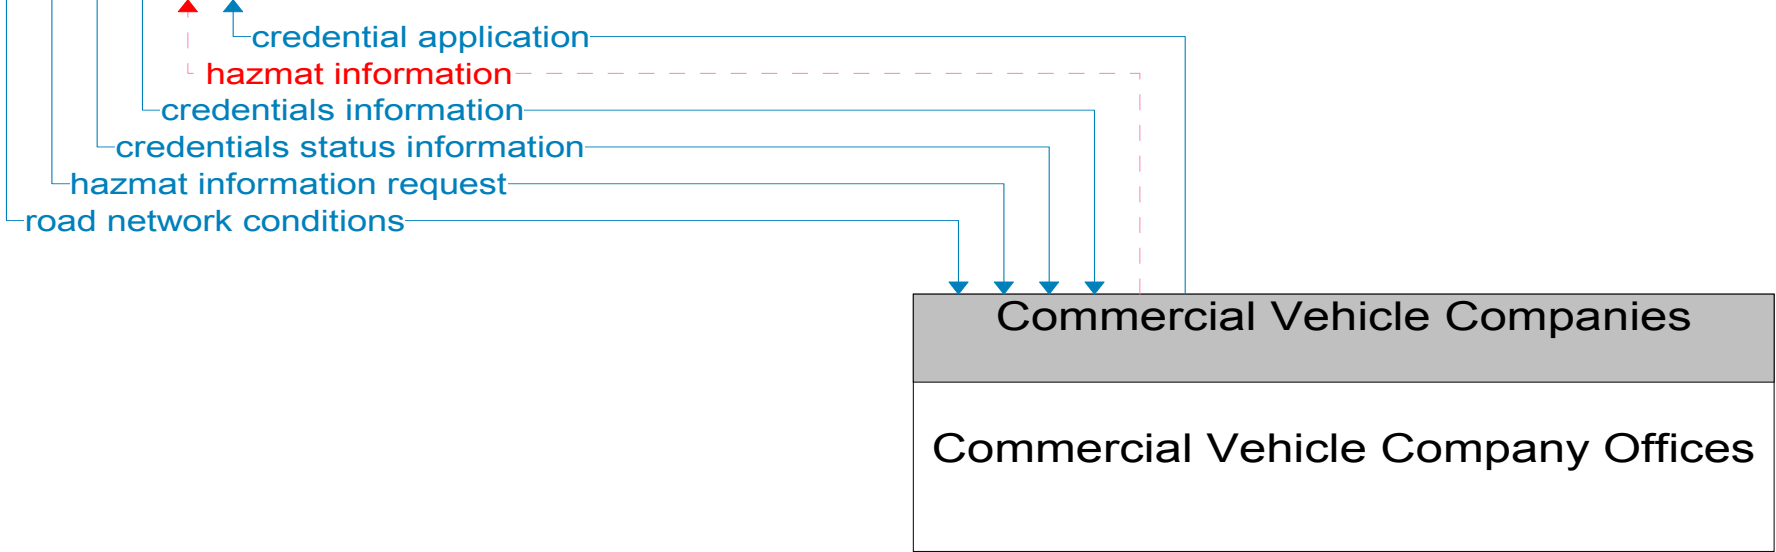 credential application
hazmat information
credentials information
credentials status information
hazmat information request
road network conditions
Commercial Vehicle Companies
Commercial Vehicle Company Offices